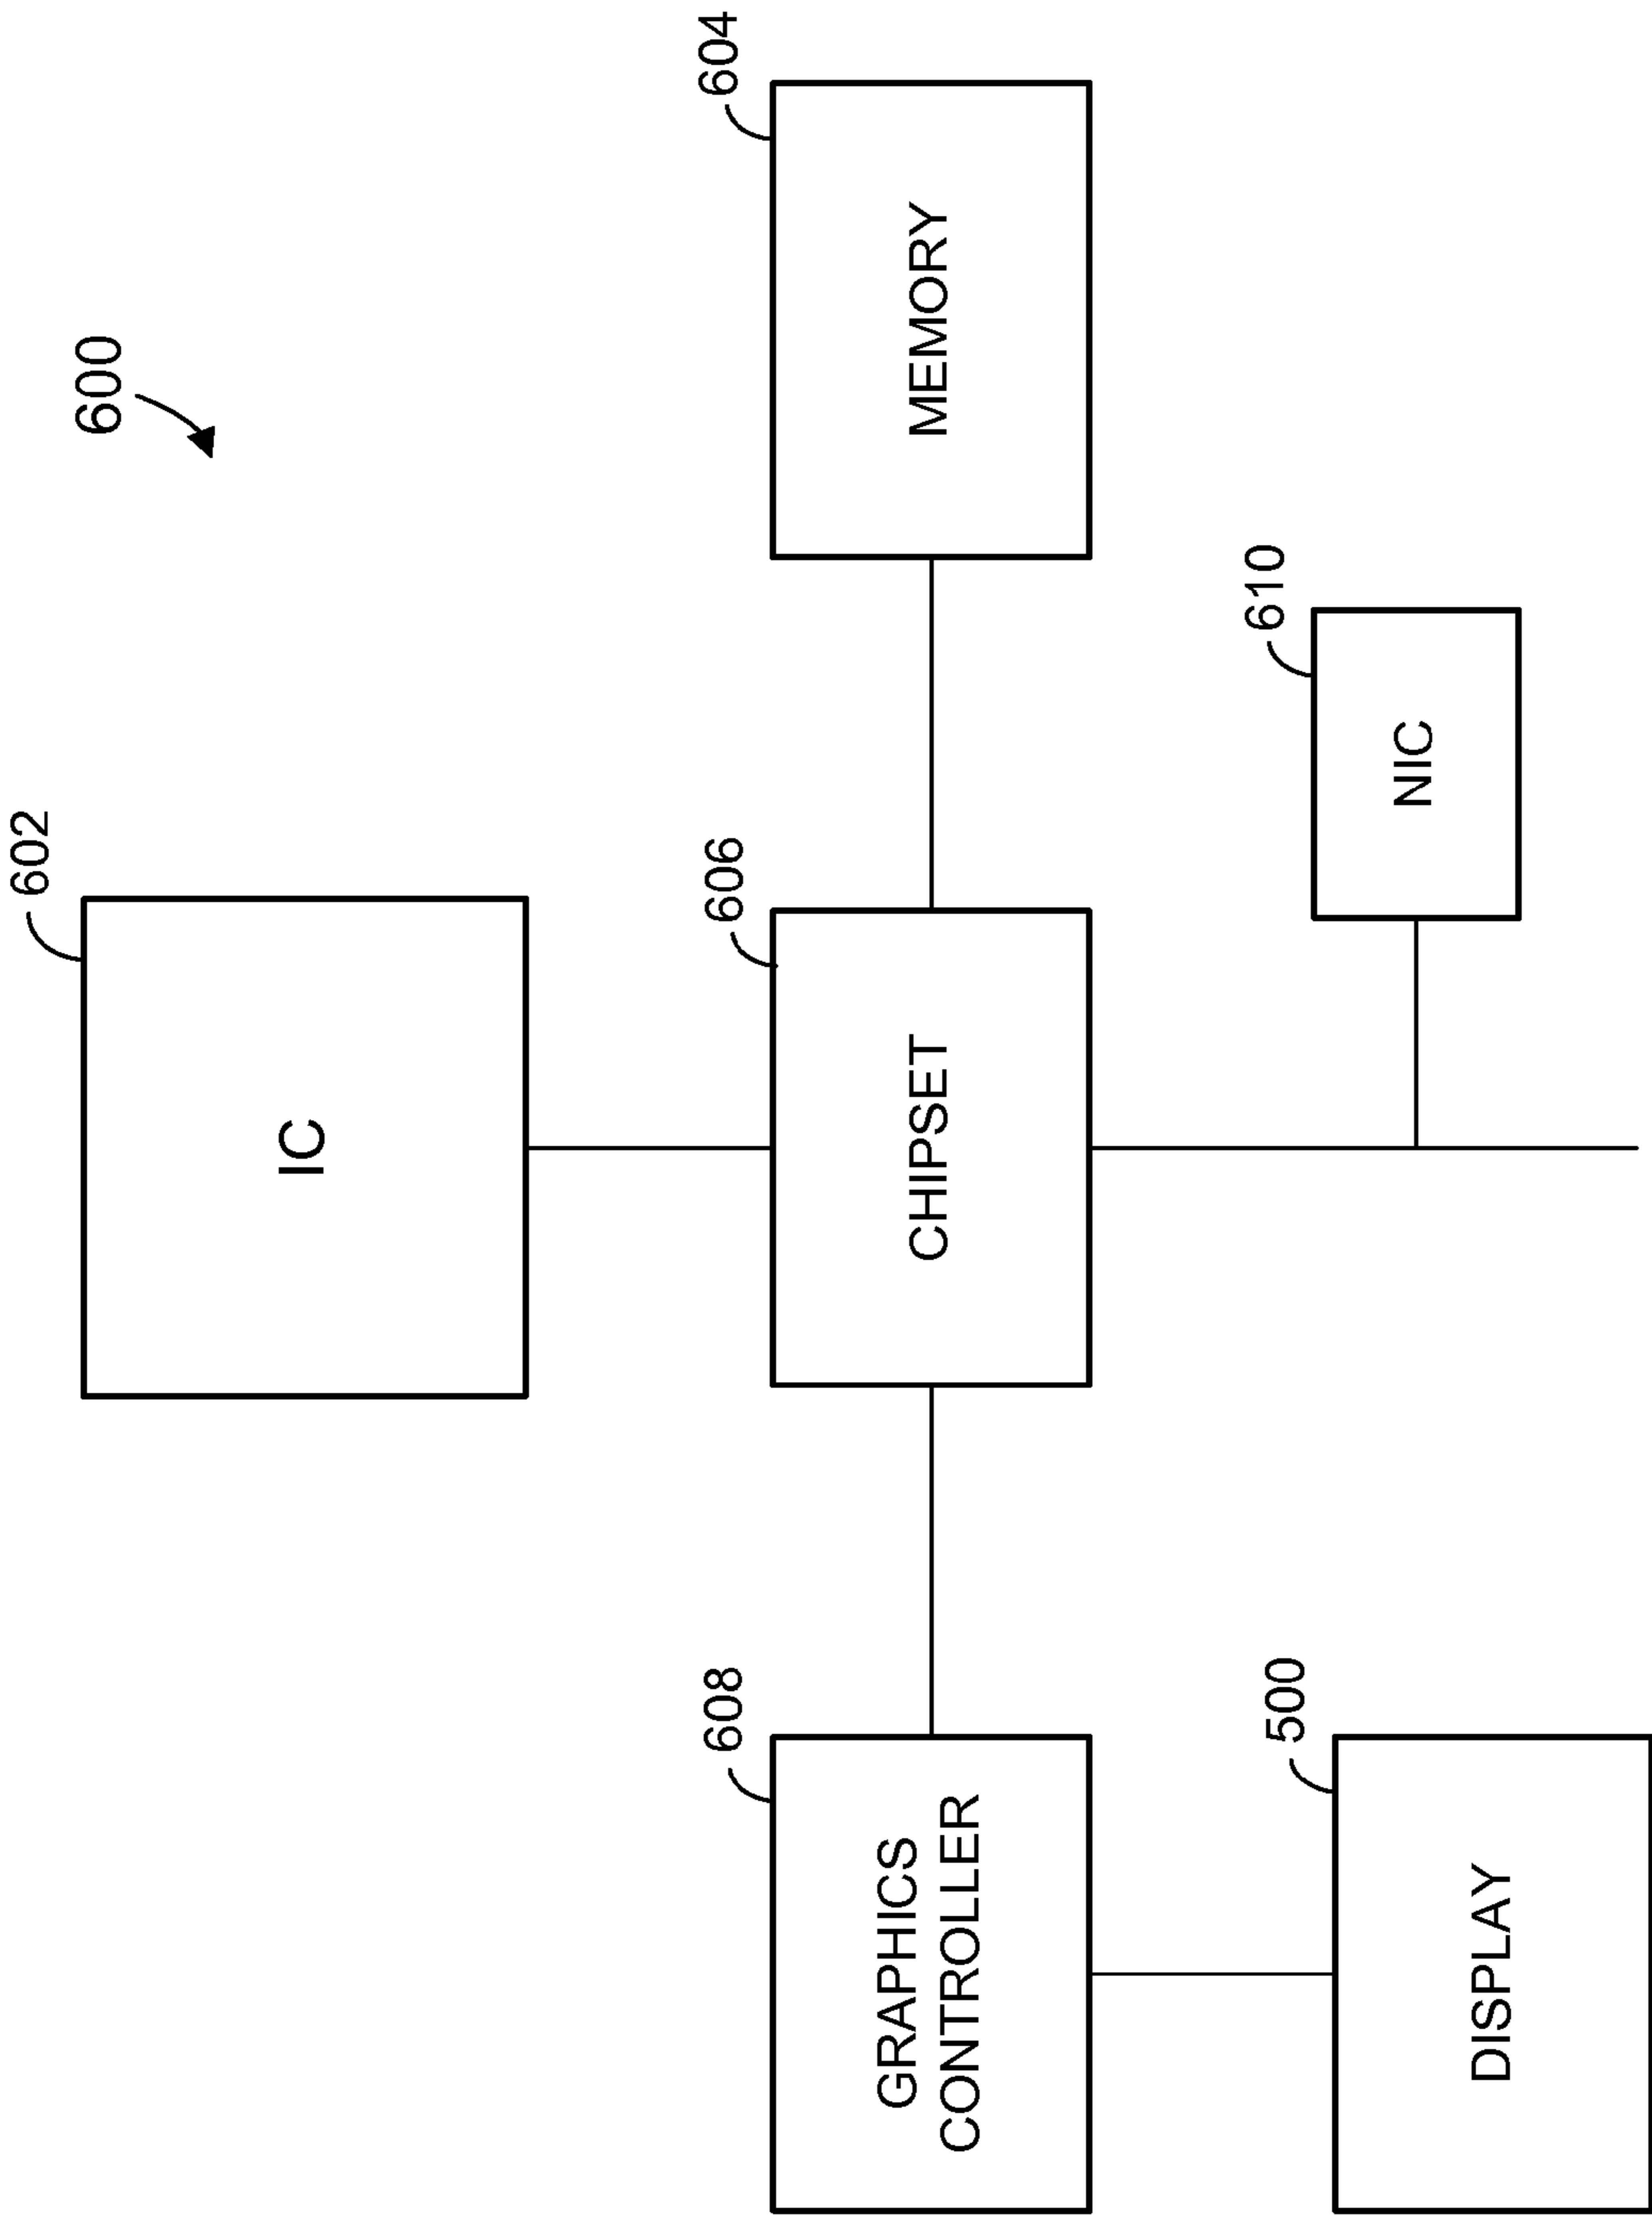 600
602
IC
608
GRAPHICS
CONTROLLER
606
CHIPSET
604
MEMORY
500
DISPLAY
610
NIC